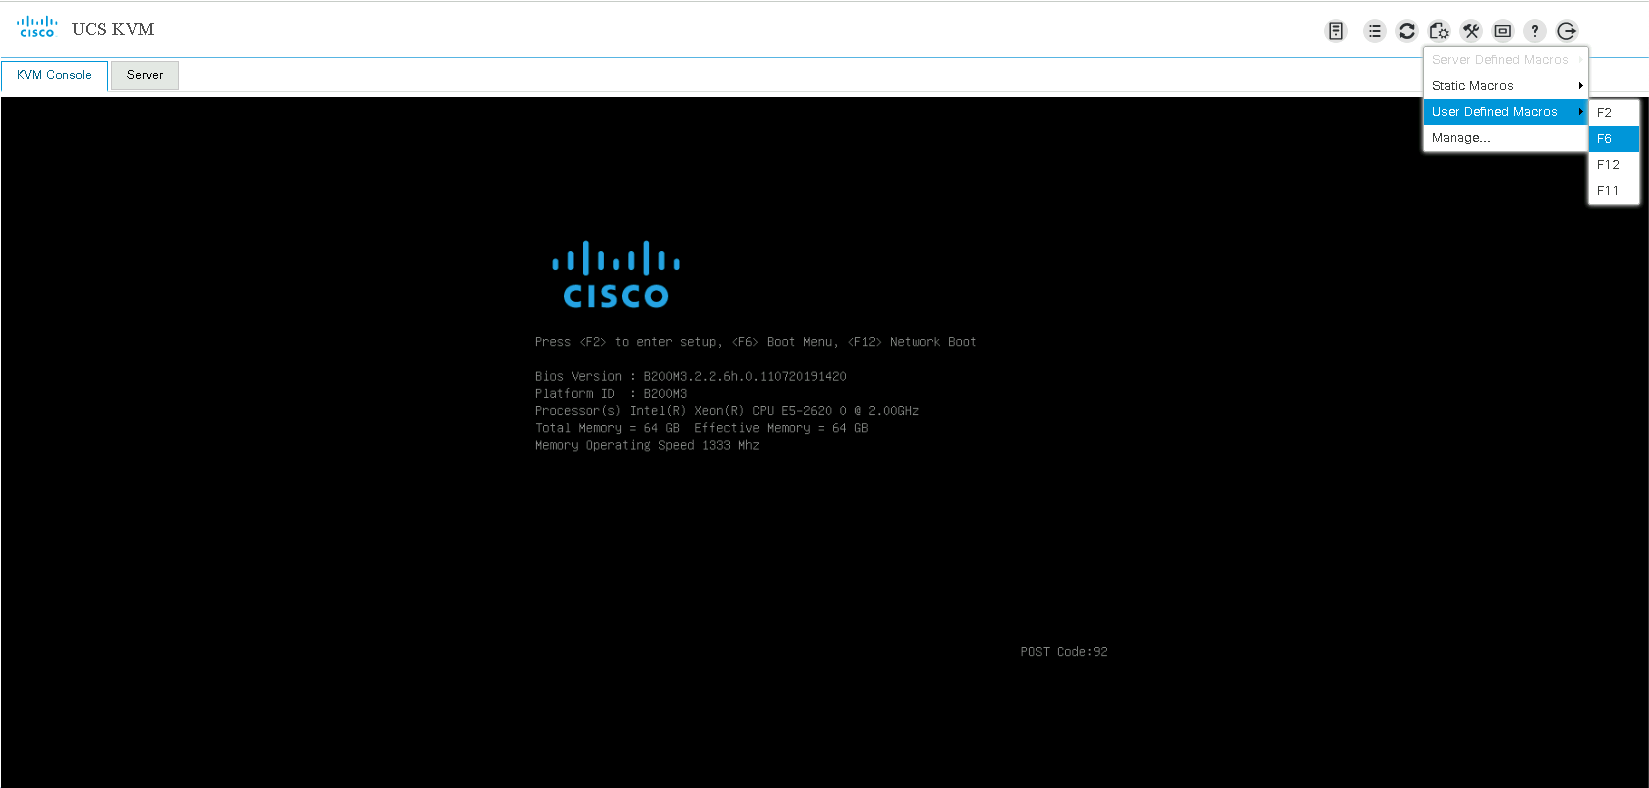 CISCO
UCS KVM
KVM Console
Server
Server Defined Macros
Static Macros
User Defined Macros
Manage...
F2
F6
F12
F11
CISCO
Press <F2> to enter setup, <F6> Boot Menu, <F12> Network Boot
Bios Version : B200M3.2.2.6h.0.110720191420
Platform ID : B200M3
Processor(s) Intel(R) Xeon(R) CPU E5-2620 0 @ 2.00GHz
Total Memory = 64 GB Effective Memory = 64 GB
Memory Operating Speed 1333 Mhz
POST Code:92